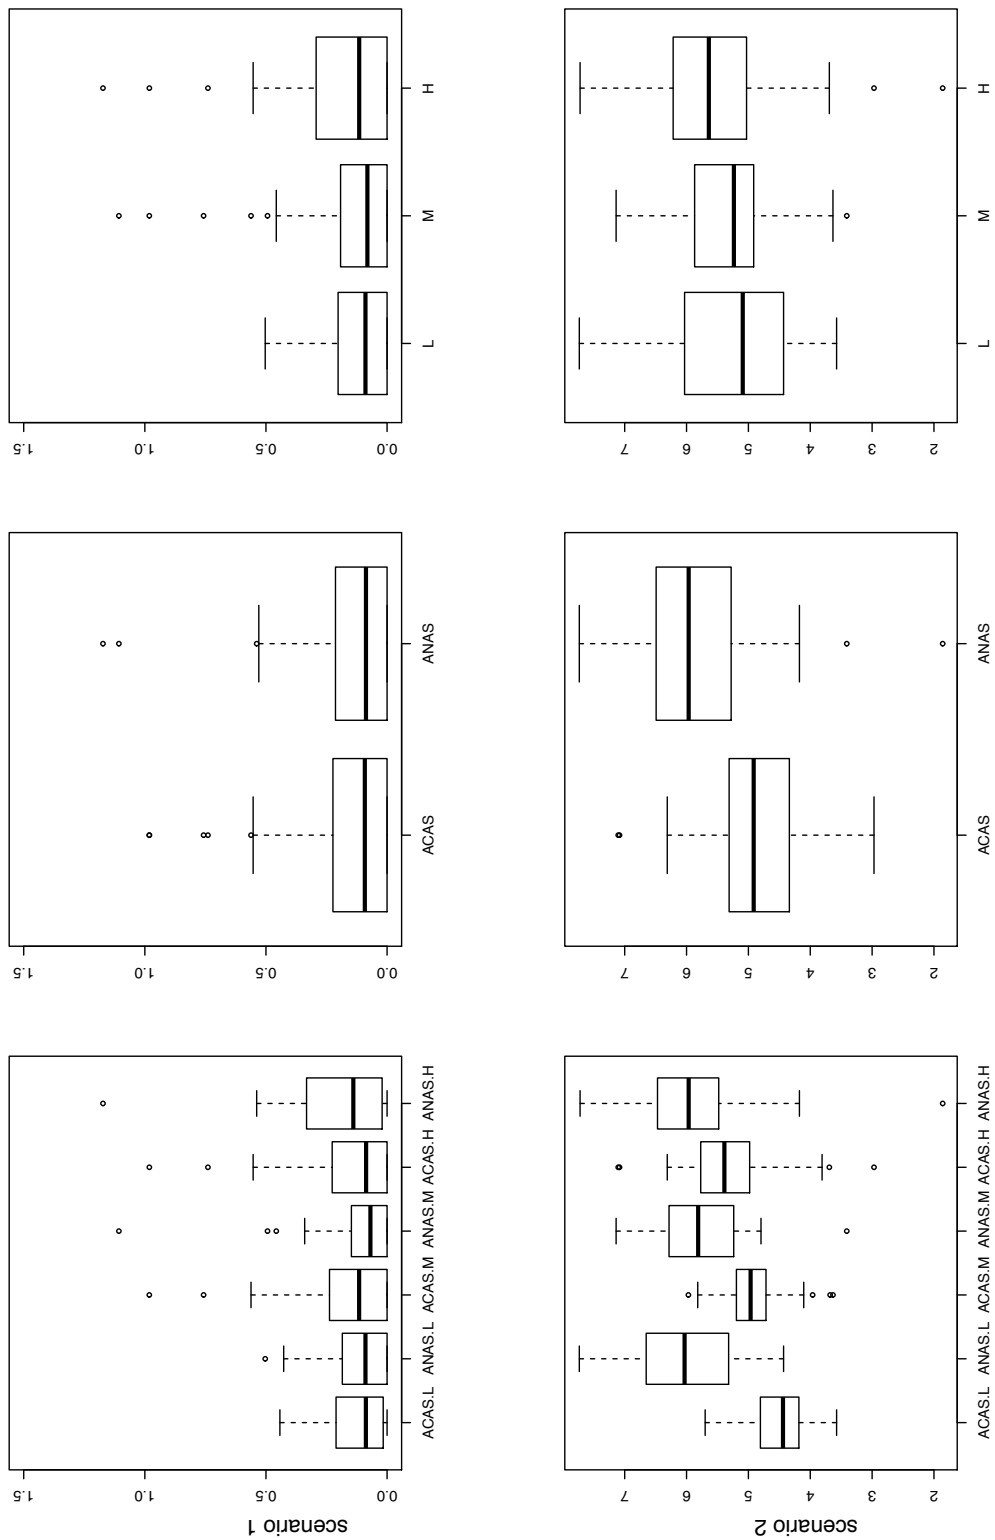 1.5
1.0
0.5
0.0
L
M
H
7
6
5
4
3
2
L
M
H
1.5
1.0
0.5
0.0
ACAS
ANAS
7
6
5
4
3
2
ACAS
ANAS
scenario 1
1.5
1.0
0.5
0.0
ACAS.L
ANAS.L
ACAS.M
ANAS.M
ACAS.H
ANAS.H
scenario 2
7
6
5
4
3
2
ACAS.L
ANAS.L
ACAS.M
ANAS.M
ACAS.H
ANAS.H